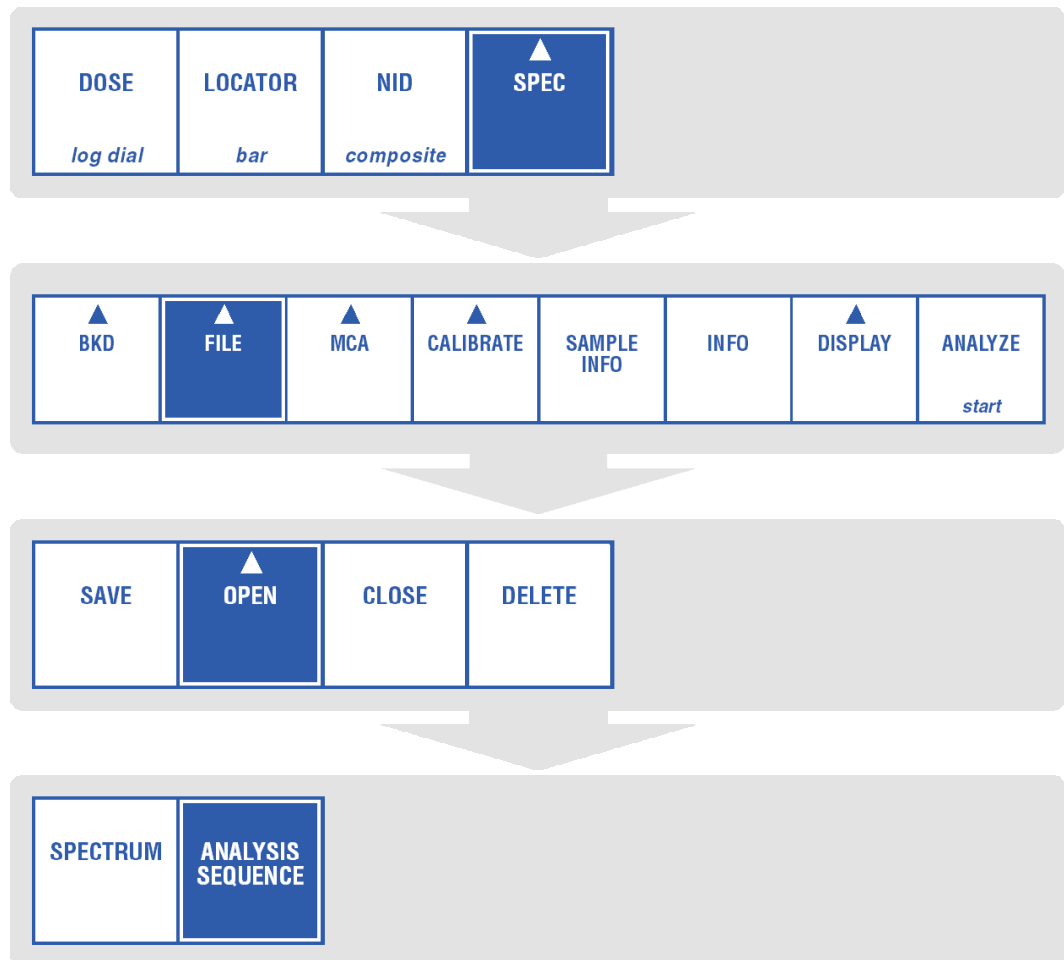 DOSE LOCATOR NID SPEC
log dial bar composite
BKD FILE MCA CALIBRATE SAMPLE INFO DISPLAY ANALYZE
INFO
start
SAVE OPEN CLOSE DELETE
SPECTRUM ANALYSIS
SEQUENCE